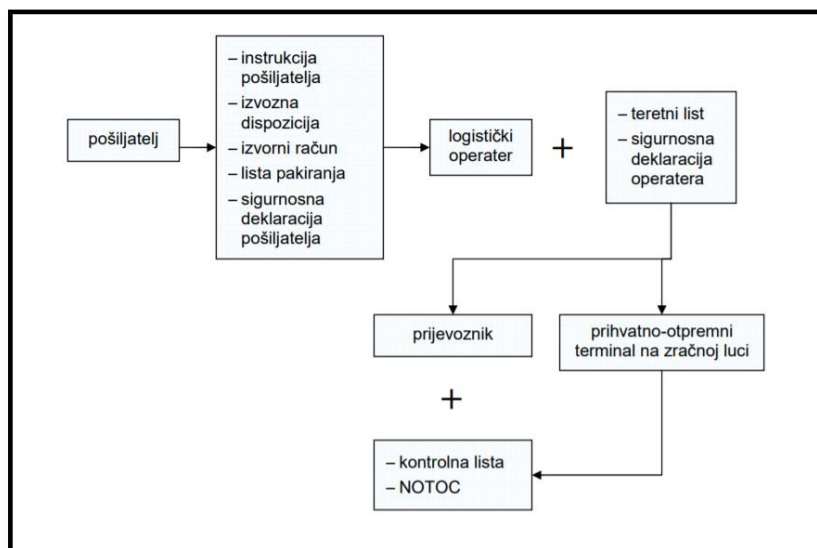 pošiljatelj
– instrukcija
pošiljatelja
– izvozna
dispozicija
– izvorni račun
– lista pakiranja
– sigurnosna
deklaracija
pošiljatelja
logistički
operater
+
– teretni list
– sigurnosna
deklaracija
operatera
prijevoznik
prihvatno-otpremni
terminal na zračnoj luci
+
– kontrolna lista
– NOTOC